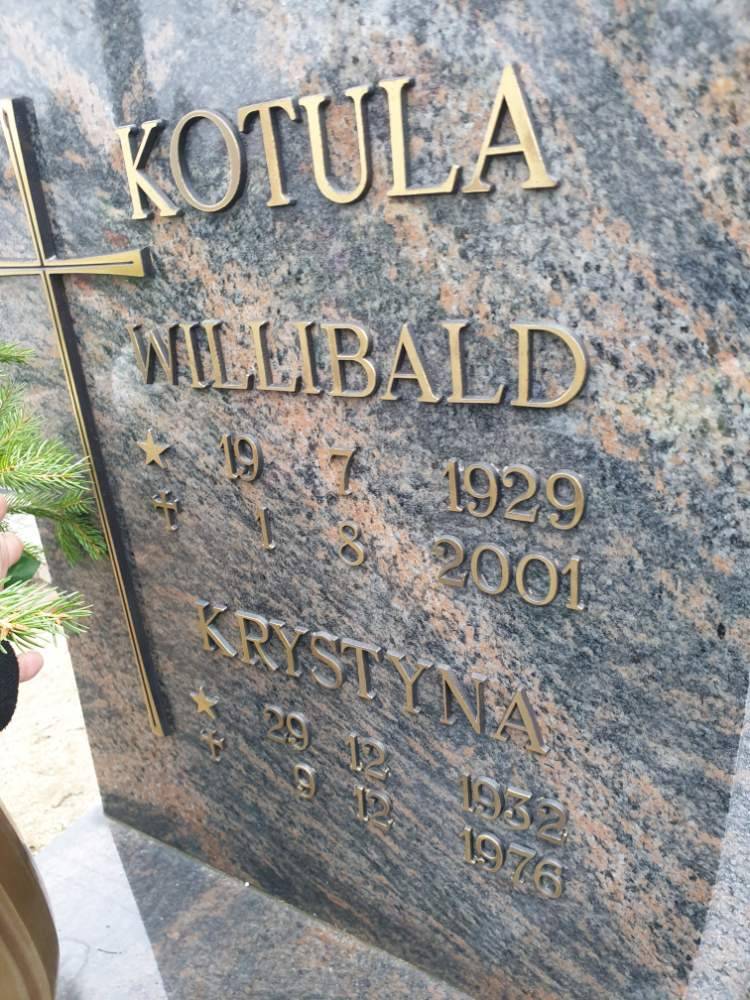 KOTULA
WILLIBALD
★ 19 7 1929
✝ 1 8 2001
KRYSTYNA
★ 29 12 1932
✝ 9 12 1976